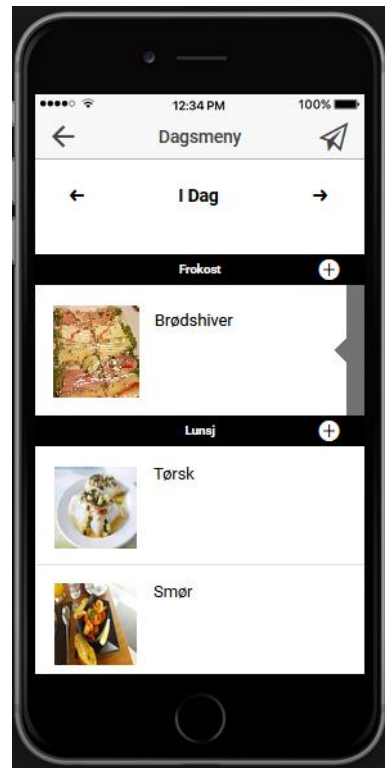 12:34 PM 100%
Dagsmeny
I Dag
Frokost
Brødshiver
Lunsj
Tørsk
Smør